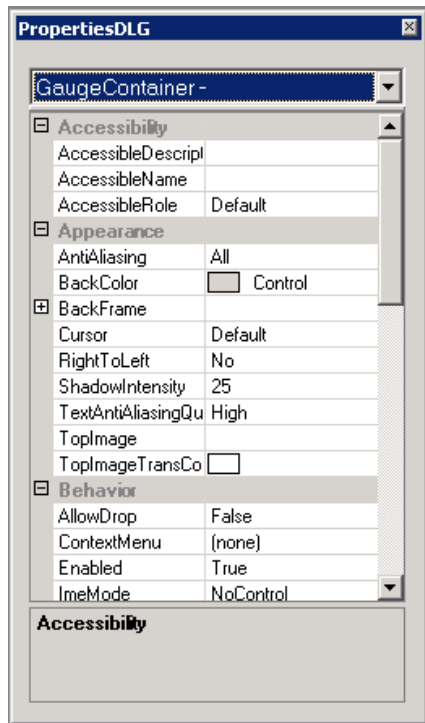 PropertiesDLG
GaugeContainer -
Accessibility
AccessibleDescript
AccessibleName
AccessibleRole Default
Appearance
AntiAliasing All
BackColor Control
BackFrame
Cursor Default
RightToLeft No
ShadowIntensity 25
TextAntiAliasingQu High
TopImage
TopImageTransCo
Behavior
AllowDrop False
ContextMenu (none)
Enabled True
ImeMode NoControl
Accessibility